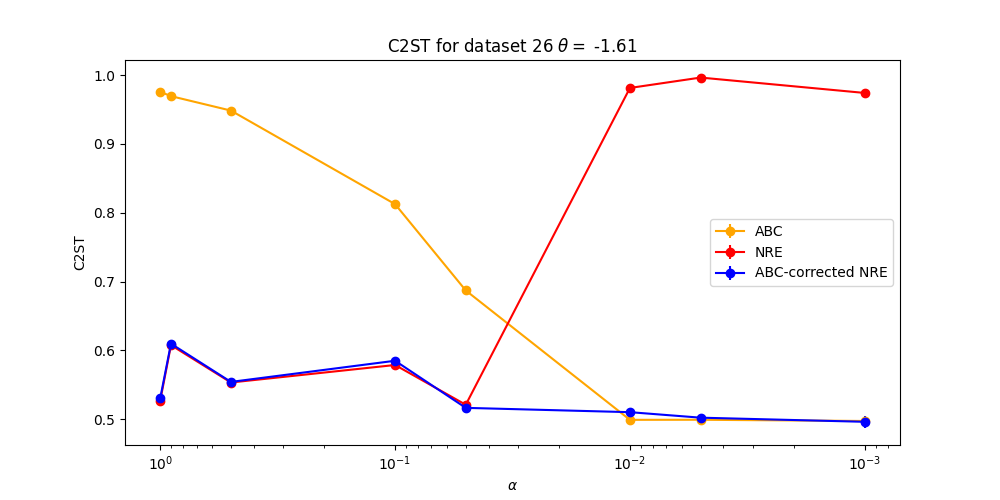 C2ST for dataset 26 θ = -1.61
C2ST
1.0
0.9
0.8
0.7
0.6
0.5
10⁰
10⁻¹
10⁻²
10⁻³
α
ABC
NRE
ABC-corrected NRE